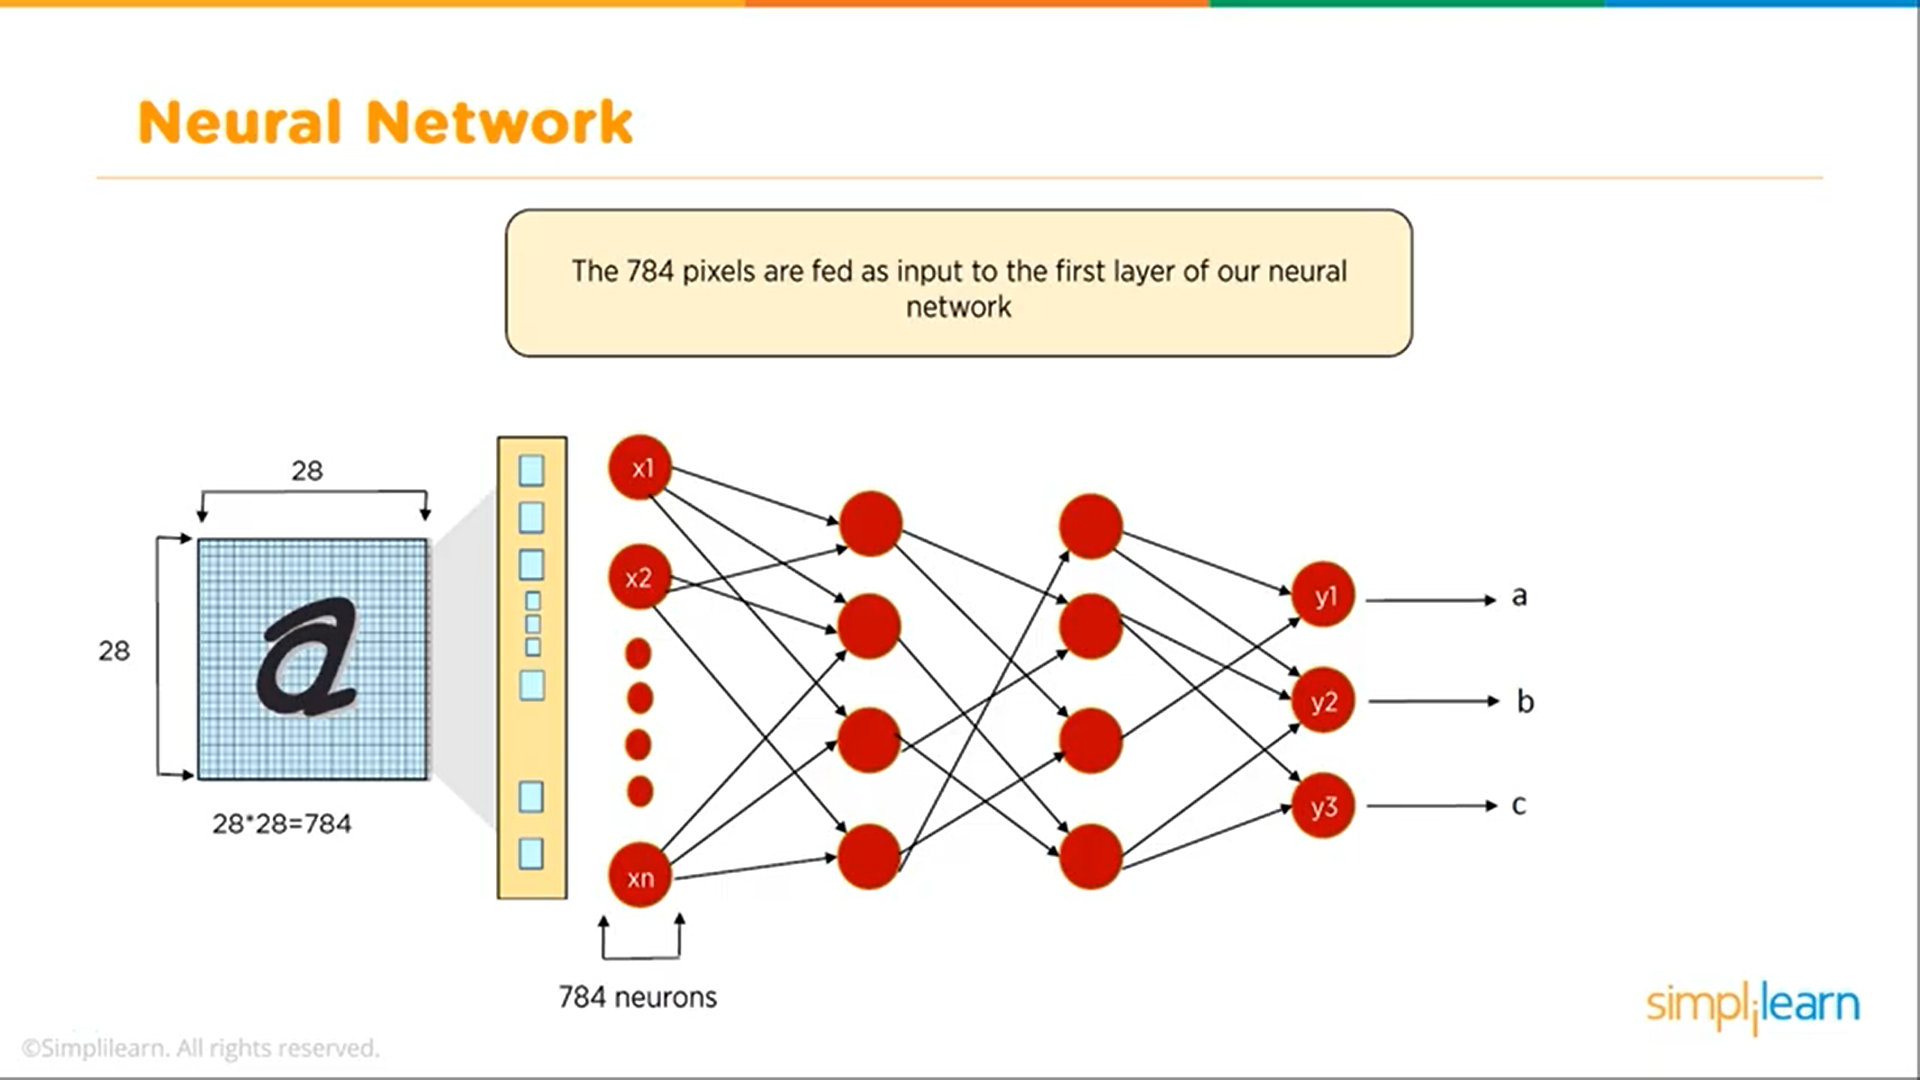 Neural Network
The 784 pixels are fed as input to the first layer of our neural
network
28
28
a
28*28=784
x1
x2
xn
784 neurons
y1
y2
y3
a
b
c
simplilearn
©Simplilearn. All rights reserved.